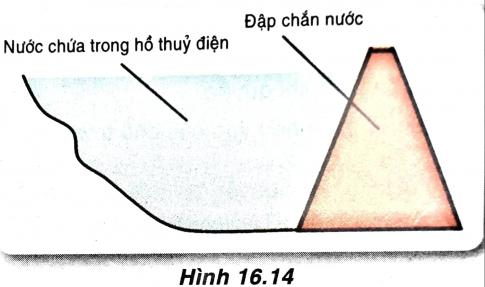 Đập chắn nước
Nước chứa trong hồ thuỷ điện
Hình 16.14